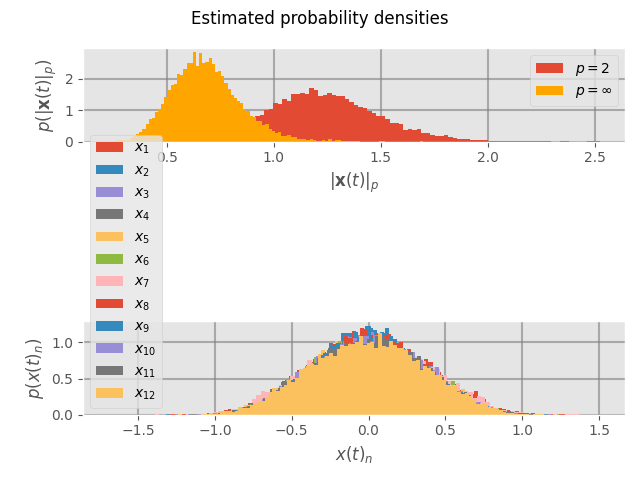 Estimated probability densities
p(|x(t)|ₚ)
2
1
0
p = 2
p = ∞
0.5
1.0
1.5
2.0
2.5
|x(t)|ₚ
x₁
x₂
x₃
x₄
x₅
x₆
x₇
x₈
x₉
x₁₀
x₁₁
x₁₂
p(x(t)ₙ)
1.0
0.5
0.0
−1.5
−1.0
−0.5
0.0
0.5
1.0
1.5
x(t)ₙ